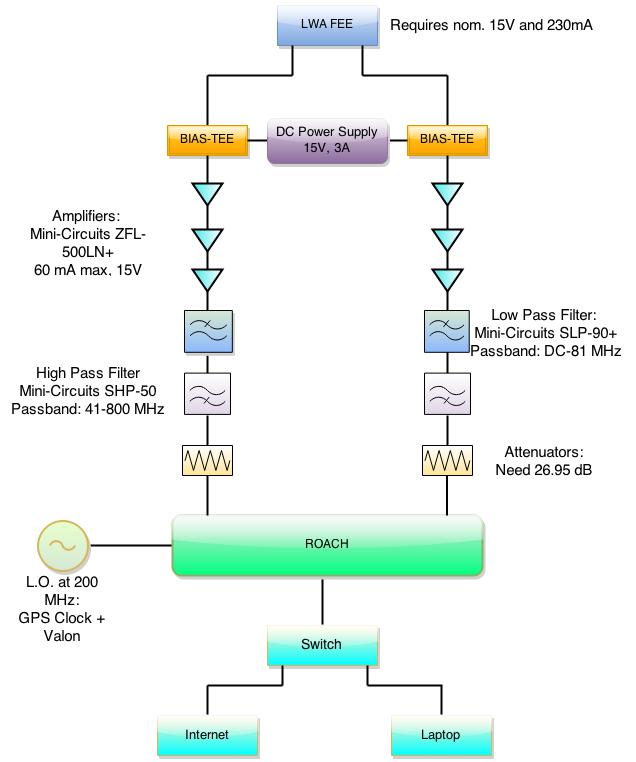 LWA FEE
Requires nom. 15V and 230mA
BIAS-TEE
DC Power Supply
15V, 3A
BIAS-TEE
Amplifiers:
Mini-Circuits ZFL-
500LN+
60 mA max, 15V
Low Pass Filter:
Mini-Circuits SLP-90+
Passband: DC-81 MHz
High Pass Filter
Mini-Circuits SHP-50
Passband: 41-800 MHz
Attenuators:
Need 26.95 dB
ROACH
L.O. at 200
MHz:
GPS Clock +
Valon
Switch
Internet
Laptop